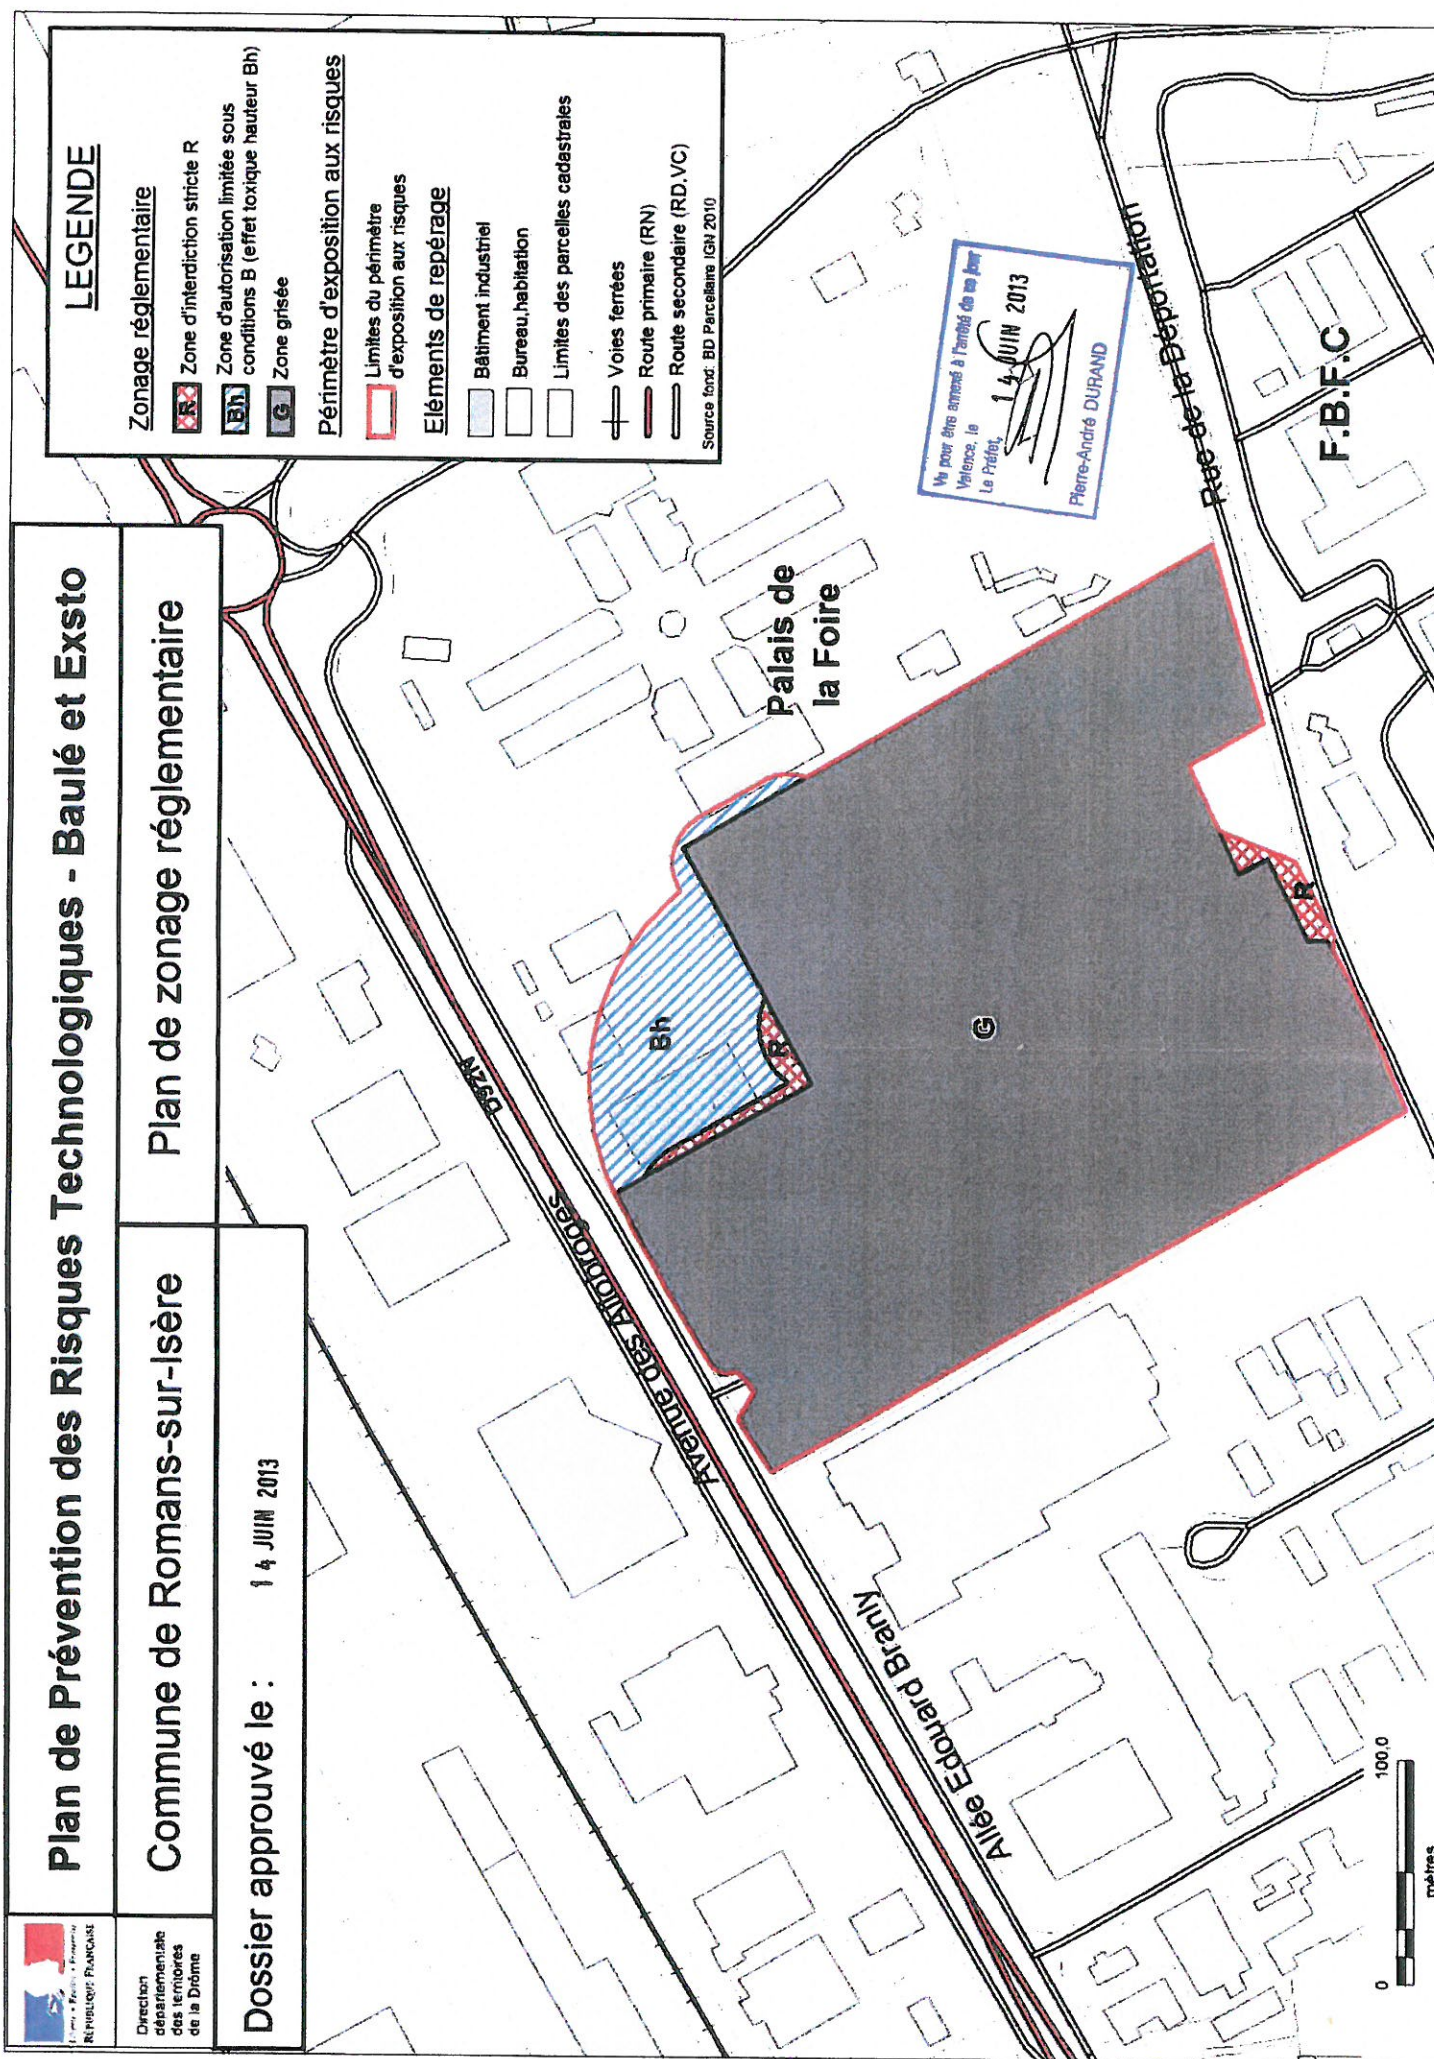 RÉPUBLIQUE FRANÇAISE
Plan de Prévention des Risques Technologiques - Baulé et Exsto
Direction
départementale
des territoires
de la Drôme
Commune de Romans-sur-Isère
Plan de zonage réglementaire
Dossier approuvé le :
14 JUIN 2013
LEGENDE
Zonage réglementaire
R
Zone d'interdiction stricte R
Bh
Zone d'autorisation limitée sous
conditions B (effet toxique hauteur Bh)
G
Zone grisée
Périmètre d'exposition aux risques
Limites du périmètre
d'exposition aux risques
Eléments de repérage
Bâtiment industriel
Bureau,habitation
Limites des parcelles cadastrales
Voies ferrées
Route primaire (RN)
Route secondaire (RD,VC)
Source fond: BD Parcellaire IGN 2010
D92N
Avenue des Allobroges
Allée Edouard Branly
Bh
R
G
R
Palais de
la Foire
Rue de la Déportation
F.B.F.C
Vu pour être annexé à l'arrêté de ce jour
Valence, le
14 JUIN 2013
Le Préfet,
Pierre-André DURAND
0
100,0
mètres